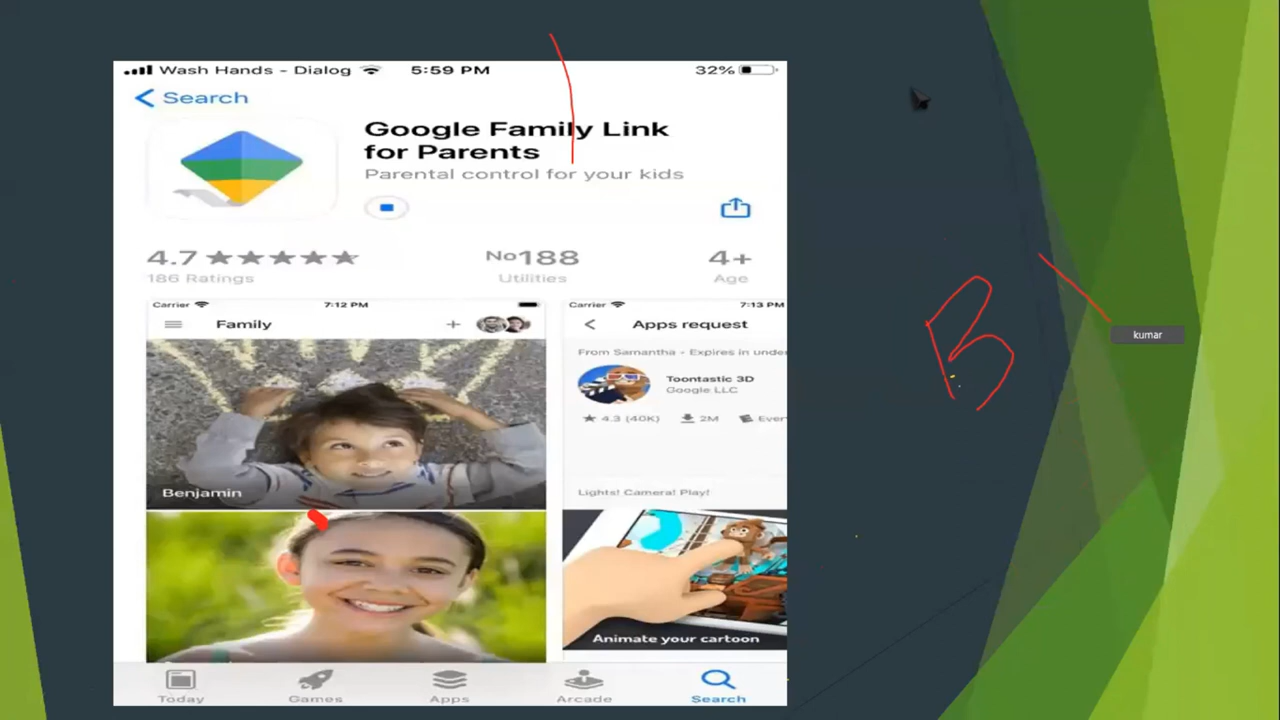 Wash Hands - Dialog 5:59 PM 32%
Search
Google Family Link
for Parents
Parental control for your kids
4.7 No188 4+
186 Ratings Utilities Age
Carrier 7:12 PM
Family +
Benjamin
Carrier 7:13 PM
Apps request
From Samantha - Expires in under
Toontastic 3D
Google LLC
4.3 (40K) 2M Ever
Lights! Camera! Play!
Animate your cartoon
B
kumar
Today Games Apps Arcade Search